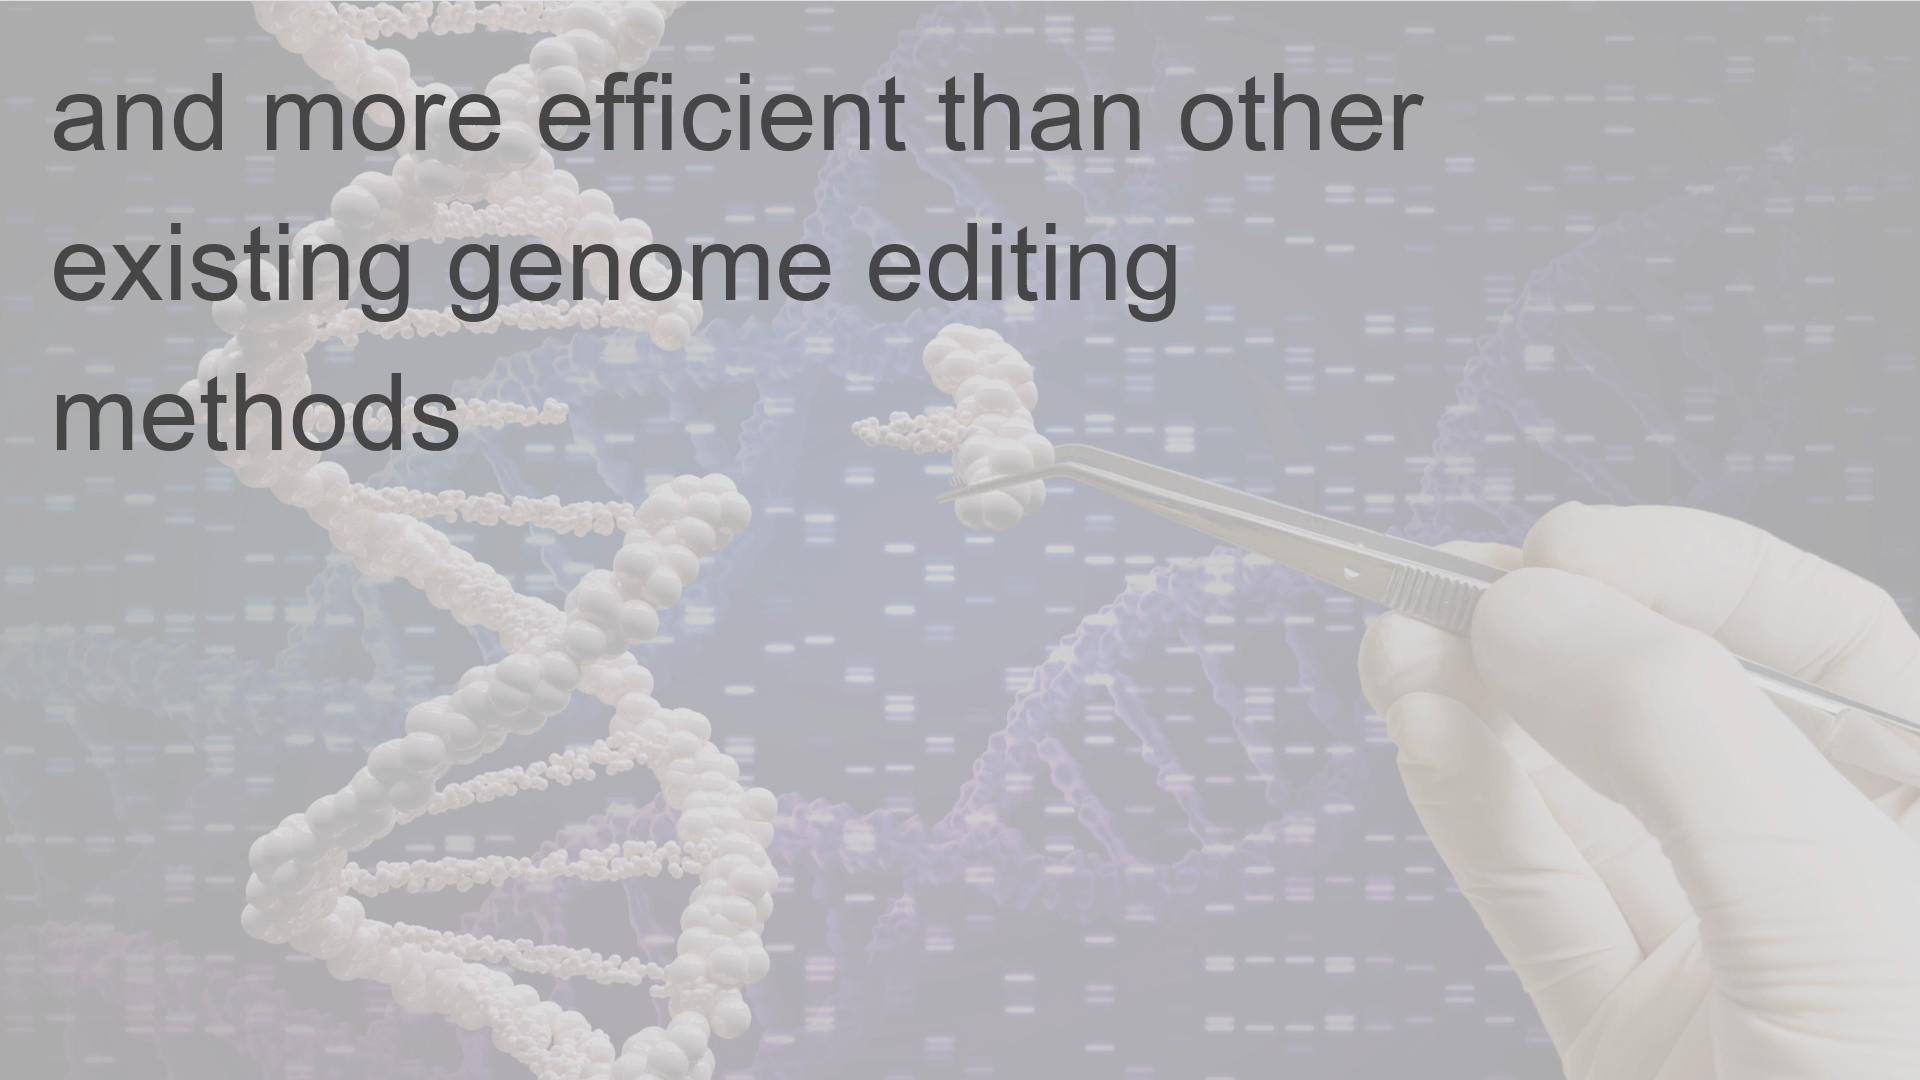 and more efficient than other
existing genome editing
methods